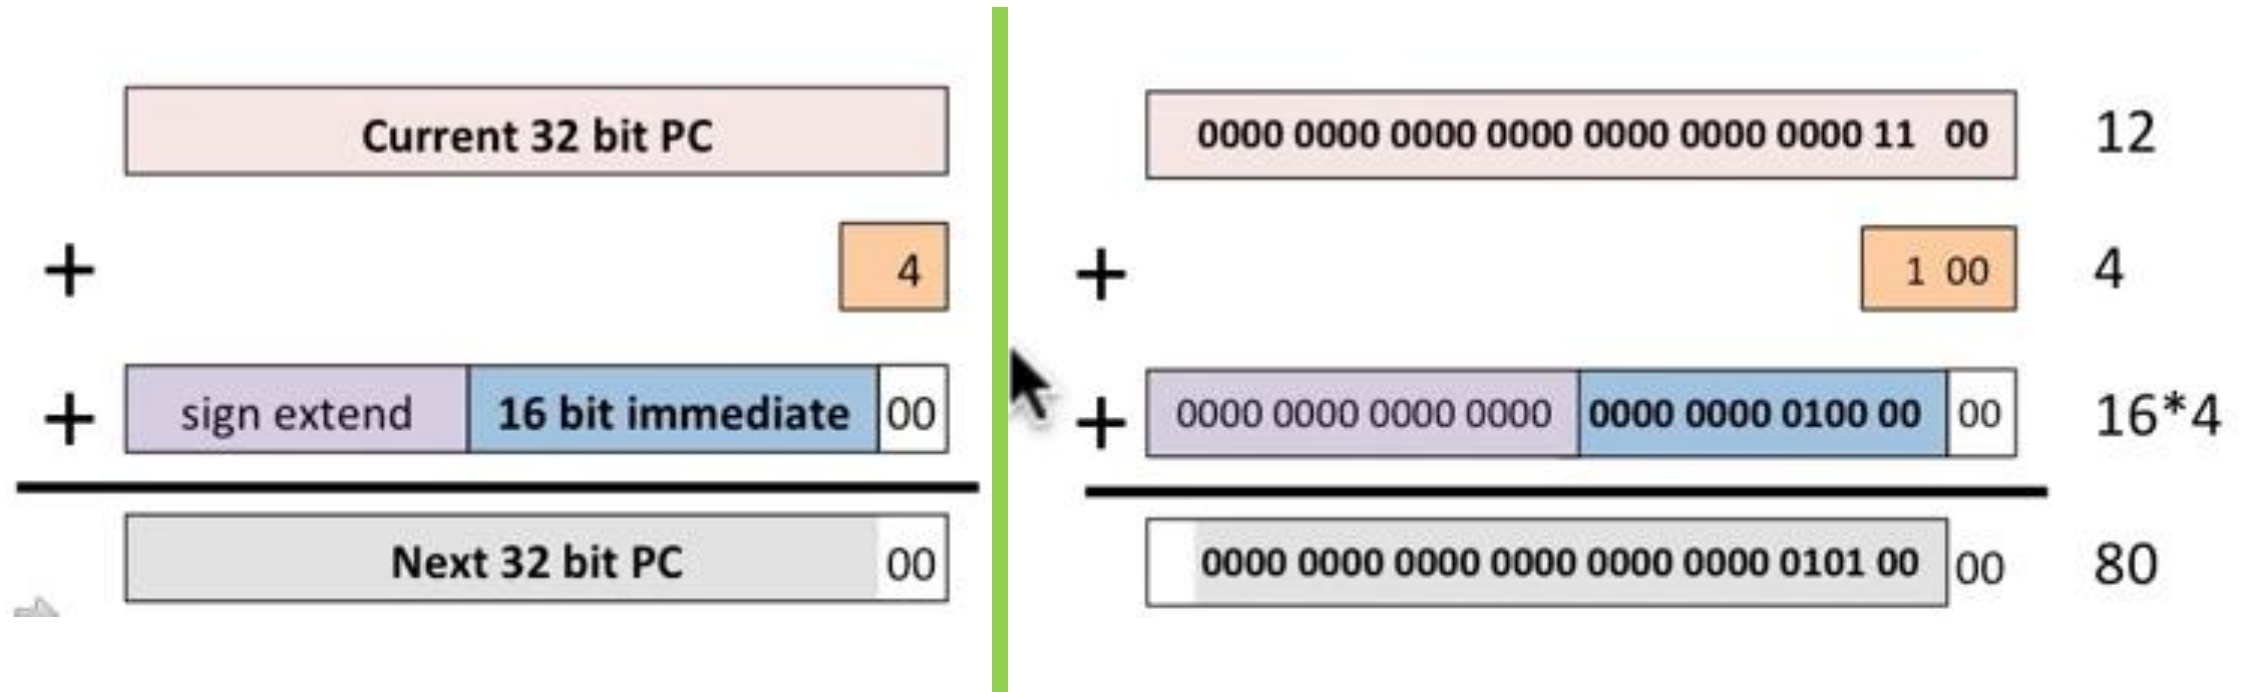 Current 32 bit PC
+ 4
+ sign extend 16 bit immediate 00
Next 32 bit PC 00
0000 0000 0000 0000 0000 0000 0000 11 00 12
+ 1 00 4
+ 0000 0000 0000 0000 0000 0000 0100 00 00 16*4
0000 0000 0000 0000 0000 0000 0101 00 00 80